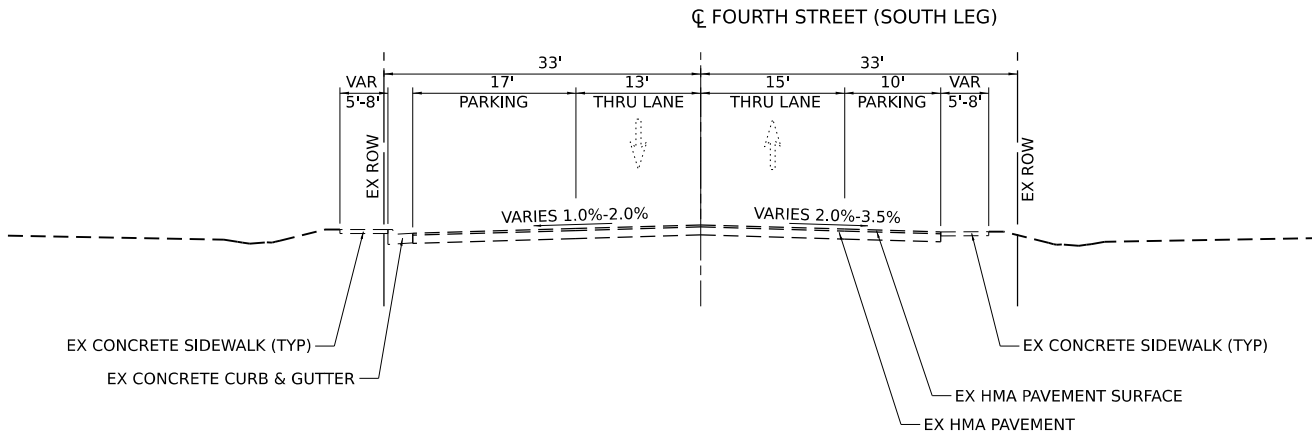 ℄ FOURTH STREET (SOUTH LEG)
33' 33'
VAR 17' 13' 15' 10' VAR
5'-8' PARKING THRU LANE THRU LANE PARKING 5'-8'
EX ROW EX ROW
VARIES 1.0%-2.0% VARIES 2.0%-3.5%
EX CONCRETE SIDEWALK (TYP) EX CONCRETE SIDEWALK (TYP)
EX CONCRETE CURB & GUTTER
EX HMA PAVEMENT SURFACE
EX HMA PAVEMENT